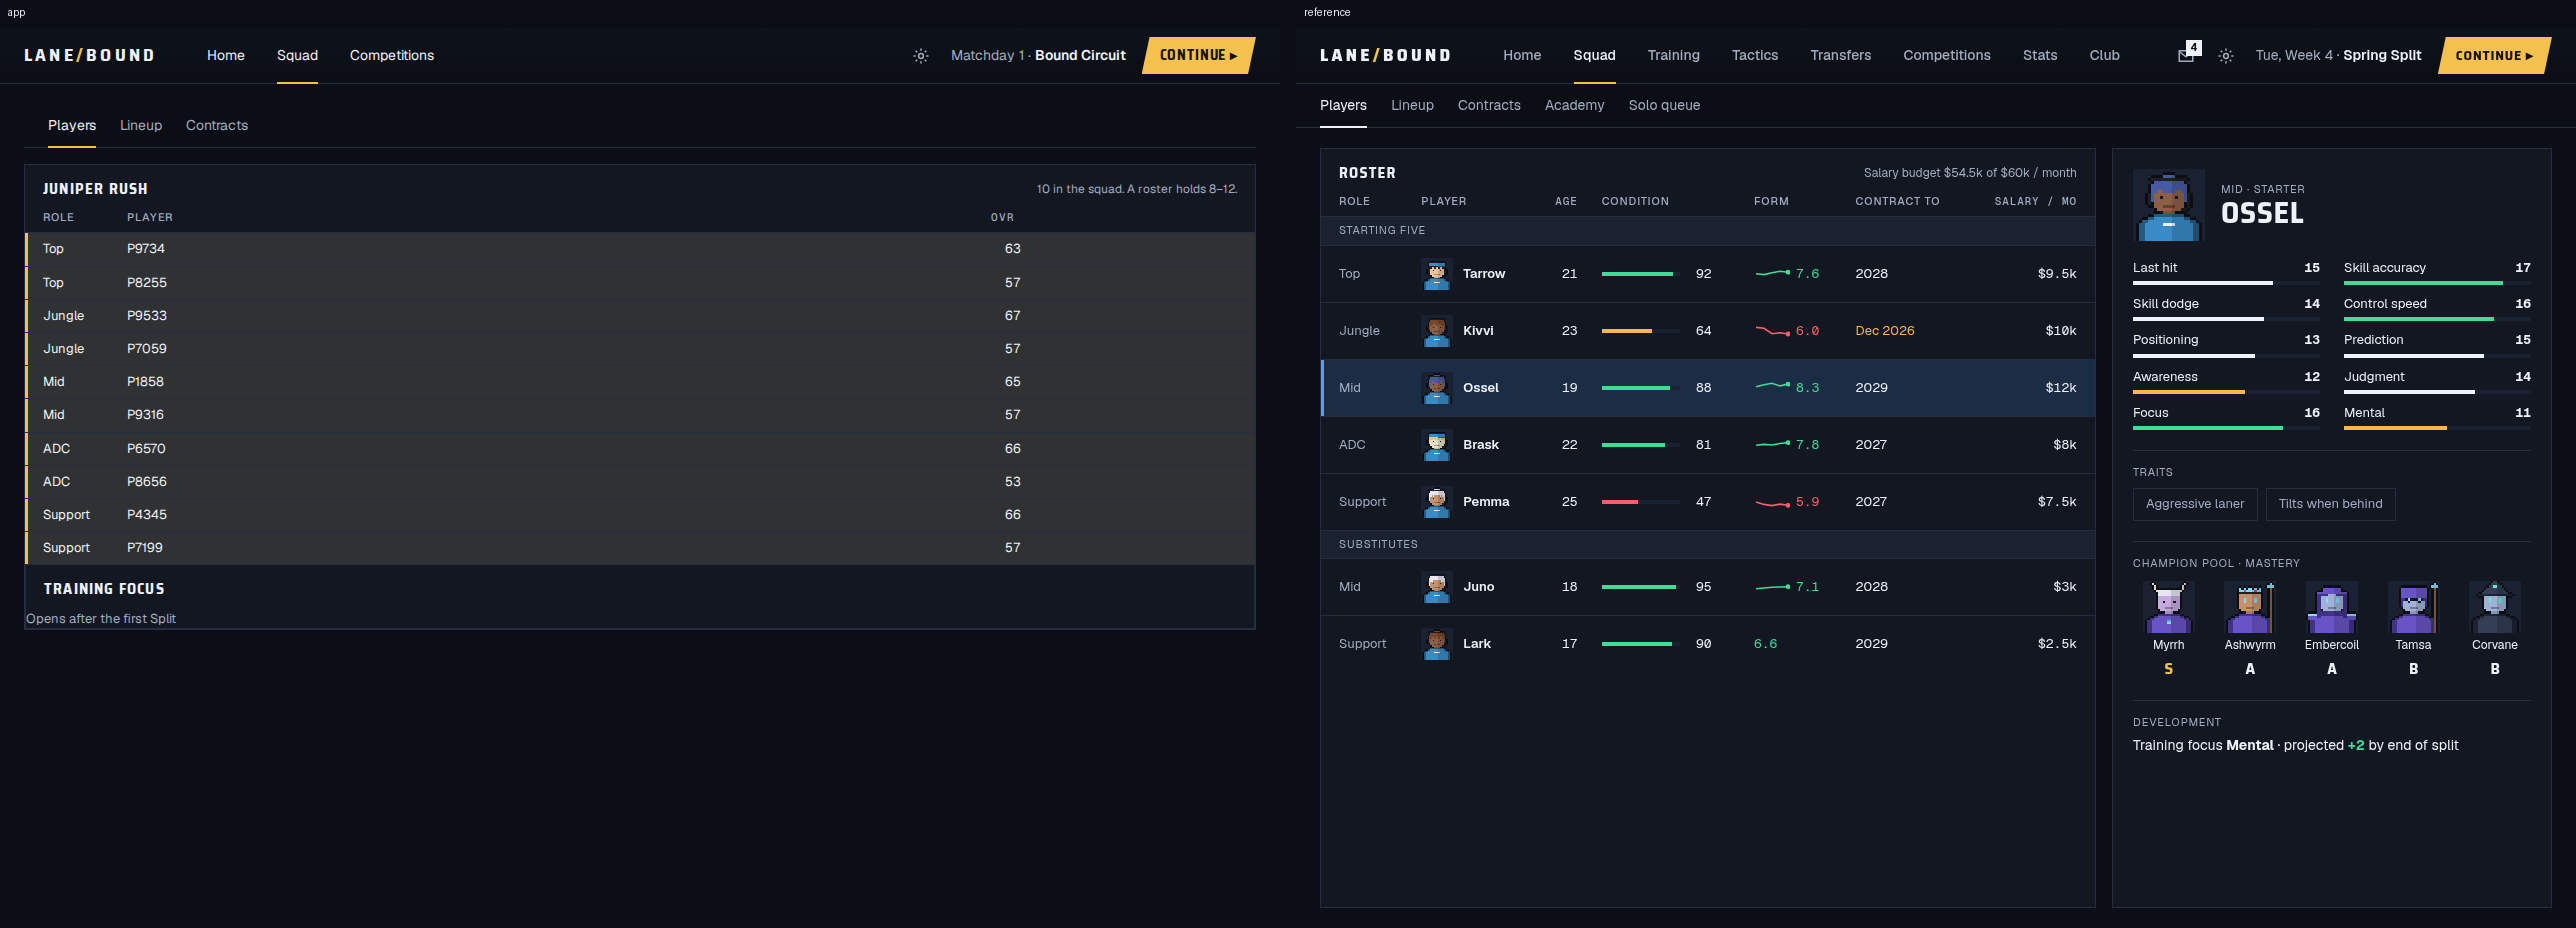 app
LANE/BOUND Home Squad Competitions Matchday 1 · Bound Circuit CONTINUE ▸
Players Lineup Contracts
JUNIPER RUSH 10 in the squad. A roster holds 8–12.
ROLE PLAYER OVR
Top P9734 63
Top P8255 57
Jungle P9533 67
Jungle P7059 57
Mid P1858 65
Mid P9316 57
ADC P6570 66
ADC P8656 53
Support P4345 66
Support P7199 57
TRAINING FOCUS
Opens after the first Split
reference
LANE/BOUND Home Squad Training Tactics Transfers Competitions Stats Club 4 Tue, Week 4 · Spring Split CONTINUE ▸
Players Lineup Contracts Academy Solo queue
ROSTER Salary budget $54.5k of $60k / month
ROLE PLAYER AGE CONDITION FORM CONTRACT TO SALARY / MO
STARTING FIVE
Top Tarrow 21 92 7.6 2028 $9.5k
Jungle Kivvi 23 64 6.0 Dec 2026 $10k
Mid Ossel 19 88 8.3 2029 $12k
ADC Brask 22 81 7.8 2027 $8k
Support Pemma 25 47 5.9 2027 $7.5k
SUBSTITUTES
Mid Juno 18 95 7.1 2028 $3k
Support Lark 17 90 6.6 2029 $2.5k
MID · STARTER
OSSEL
Last hit 15 Skill accuracy 17
Skill dodge 14 Control speed 16
Positioning 13 Prediction 15
Awareness 12 Judgment 14
Focus 16 Mental 11
TRAITS
Aggressive laner Tilts when behind
CHAMPION POOL · MASTERY
Myrrh Ashwyrm Embercoil Tamsa Corvane
S A A B B
DEVELOPMENT
Training focus Mental · projected +2 by end of split